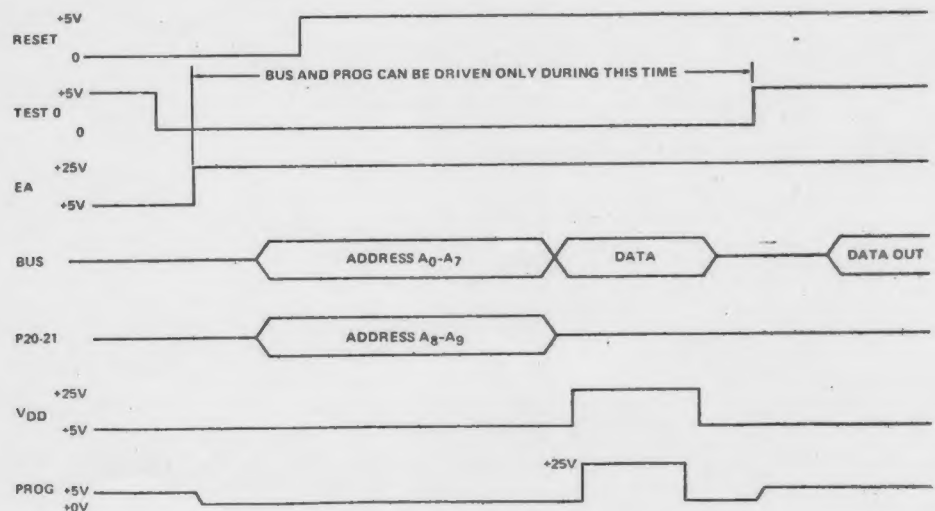 +5V
RESET
0
BUS AND PROG CAN BE DRIVEN ONLY DURING THIS TIME
+5V
TEST 0
0
+25V
EA
+5V
BUS
ADDRESS A0-A7
DATA
DATA OUT
P20-21
ADDRESS A8-A9
+25V
VDD
+5V
+25V
PROG
+5V
+0V